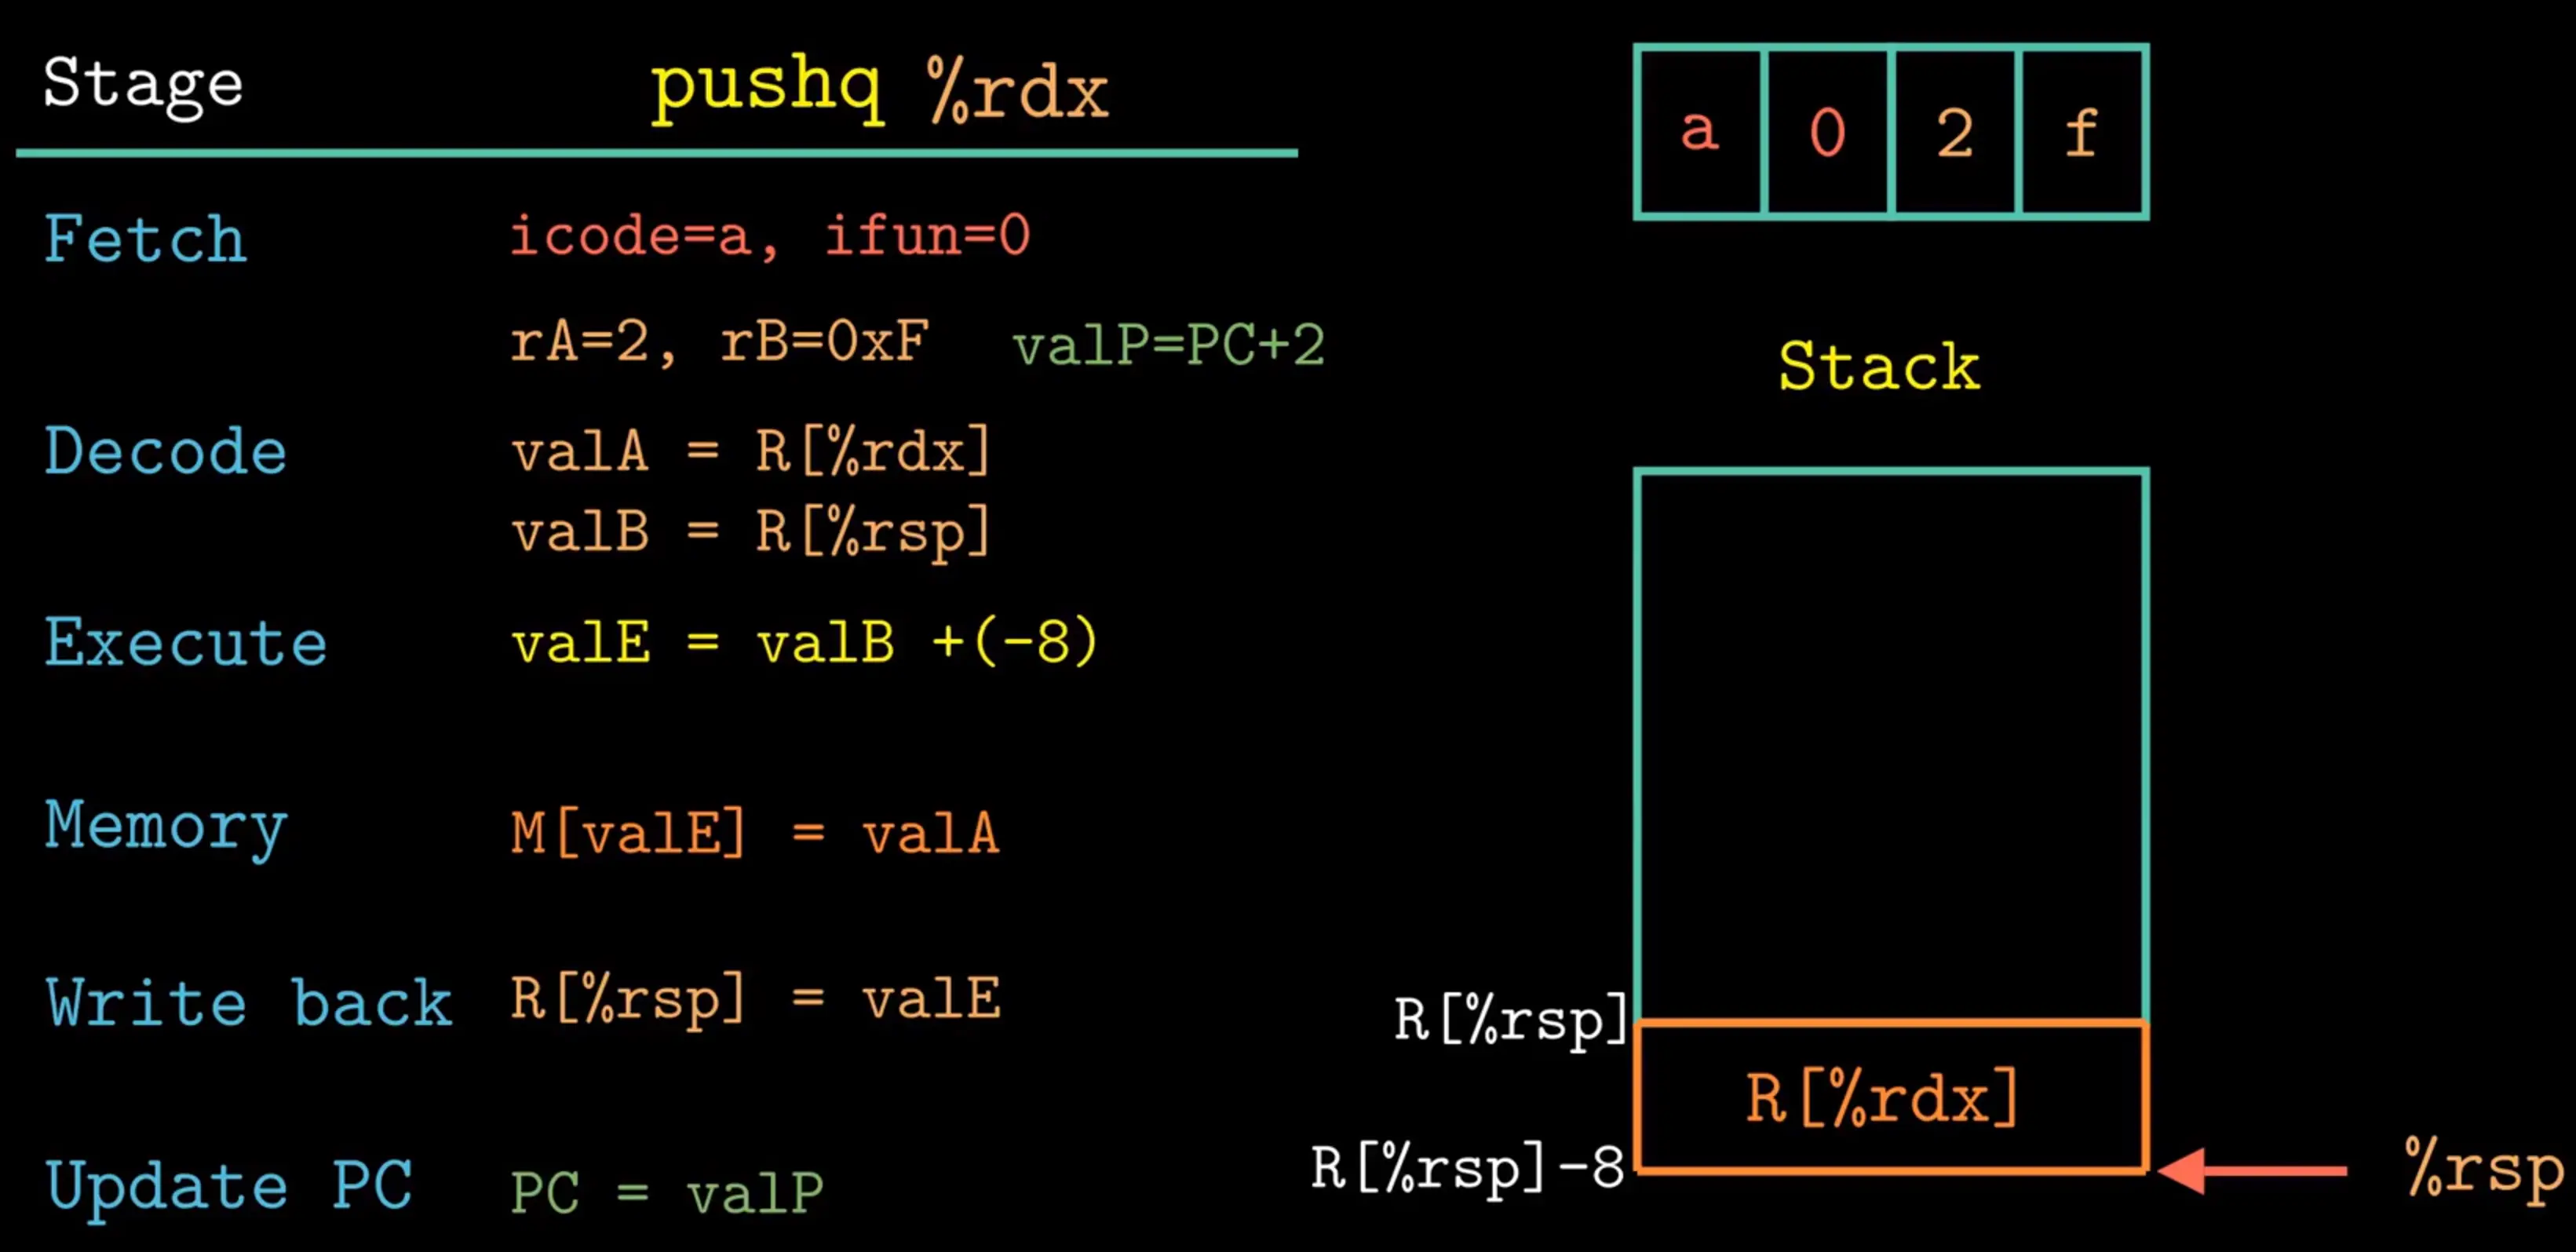 Stage pushq %rdx
Fetch icode=a, ifun=0
rA=2, rB=0xF valP=PC+2
Decode valA = R[%rdx]
valB = R[%rsp]
Execute valE = valB +(-8)
Memory M[valE] = valA
Write back R[%rsp] = valE
Update PC PC = valP
a 0 2 f
Stack
R[%rsp]
R[%rdx]
R[%rsp]-8
%rsp